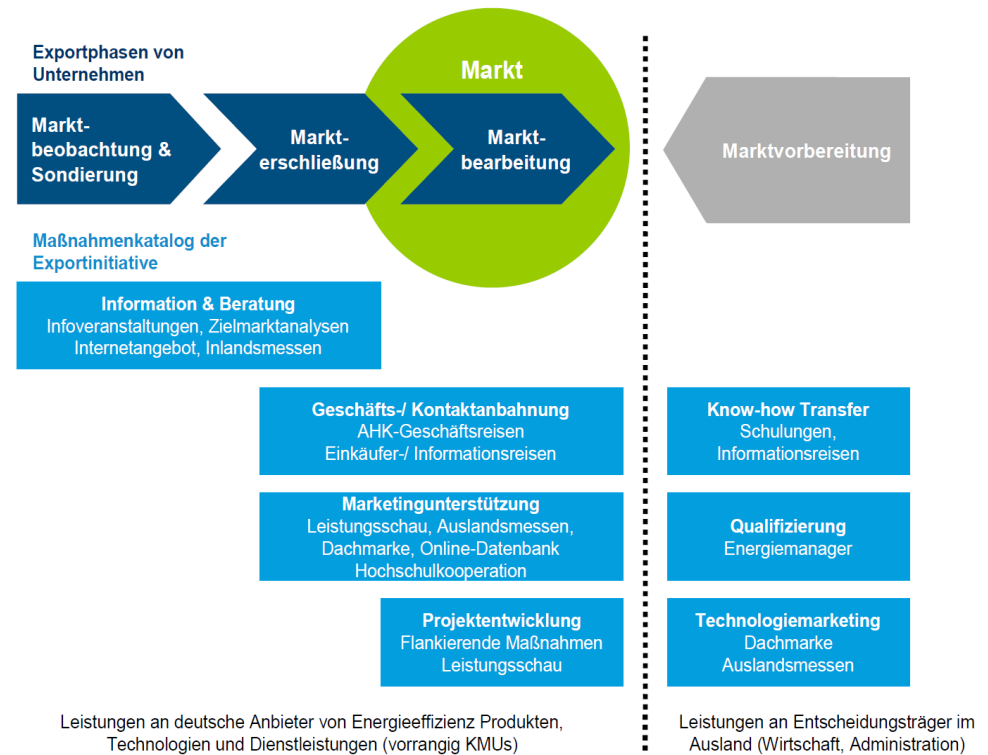 Exportphasen von
Unternehmen
Markt
Markt-
beobachtung &
Sondierung
Markt-
erschließung
Markt-
bearbeitung
Marktvorbereitung
Maßnahmenkatalog der
Exportinitiative
Information & Beratung
Infoveranstaltungen, Zielmarktanalysen
Internetangebot, Inlandsmessen
Geschäfts-/ Kontaktanbahnung
AHK-Geschäftsreisen
Einkäufer-/ Informationsreisen
Know-how Transfer
Schulungen,
Informationsreisen
Marketingunterstützung
Leistungsschau, Auslandsmessen,
Dachmarke, Online-Datenbank
Hochschulkooperation
Qualifizierung
Energiemanager
Projektentwicklung
Flankierende Maßnahmen
Leistungsschau
Technologiemarketing
Dachmarke
Auslandsmessen
Leistungen an deutsche Anbieter von Energieeffizienz Produkten,
Technologien und Dienstleistungen (vorrangig KMUs)
Leistungen an Entscheidungsträger im
Ausland (Wirtschaft, Administration)